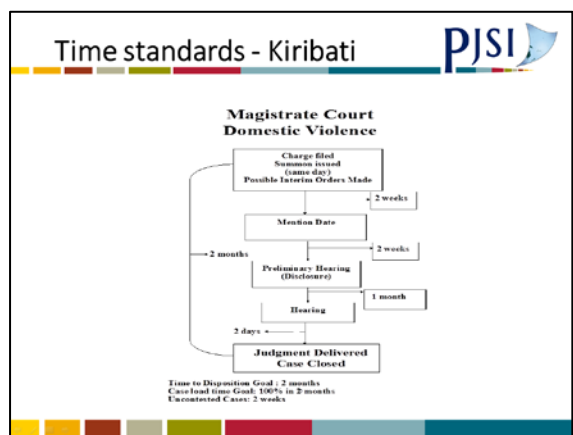 Time standards - Kiribati
PJSI
Magistrate Court
Domestic Violence
Charge filed
Summon issued
(same day)
Possible Interim Orders Made
2 weeks
Mention Date
2 weeks
2 months
Preliminary Hearing
(Disclosure)
1 month
Hearing
2 days
Judgment Delivered
Case Closed
Time to Disposition Goal : 2 months
Case load time Goal: 100% in 2 months
Uncontested Cases: 2 weeks